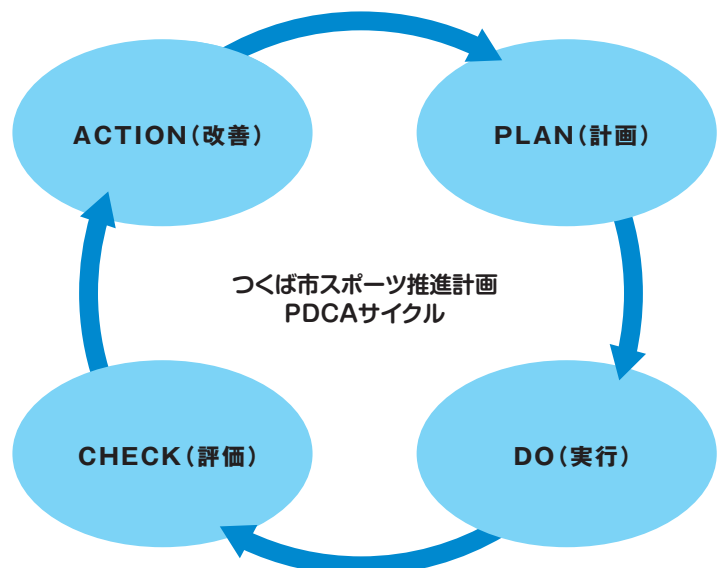 ACTION(改善)
PLAN(計画)
つくば市スポーツ推進計画
PDCAサイクル
CHECK(評価)
DO(実行)